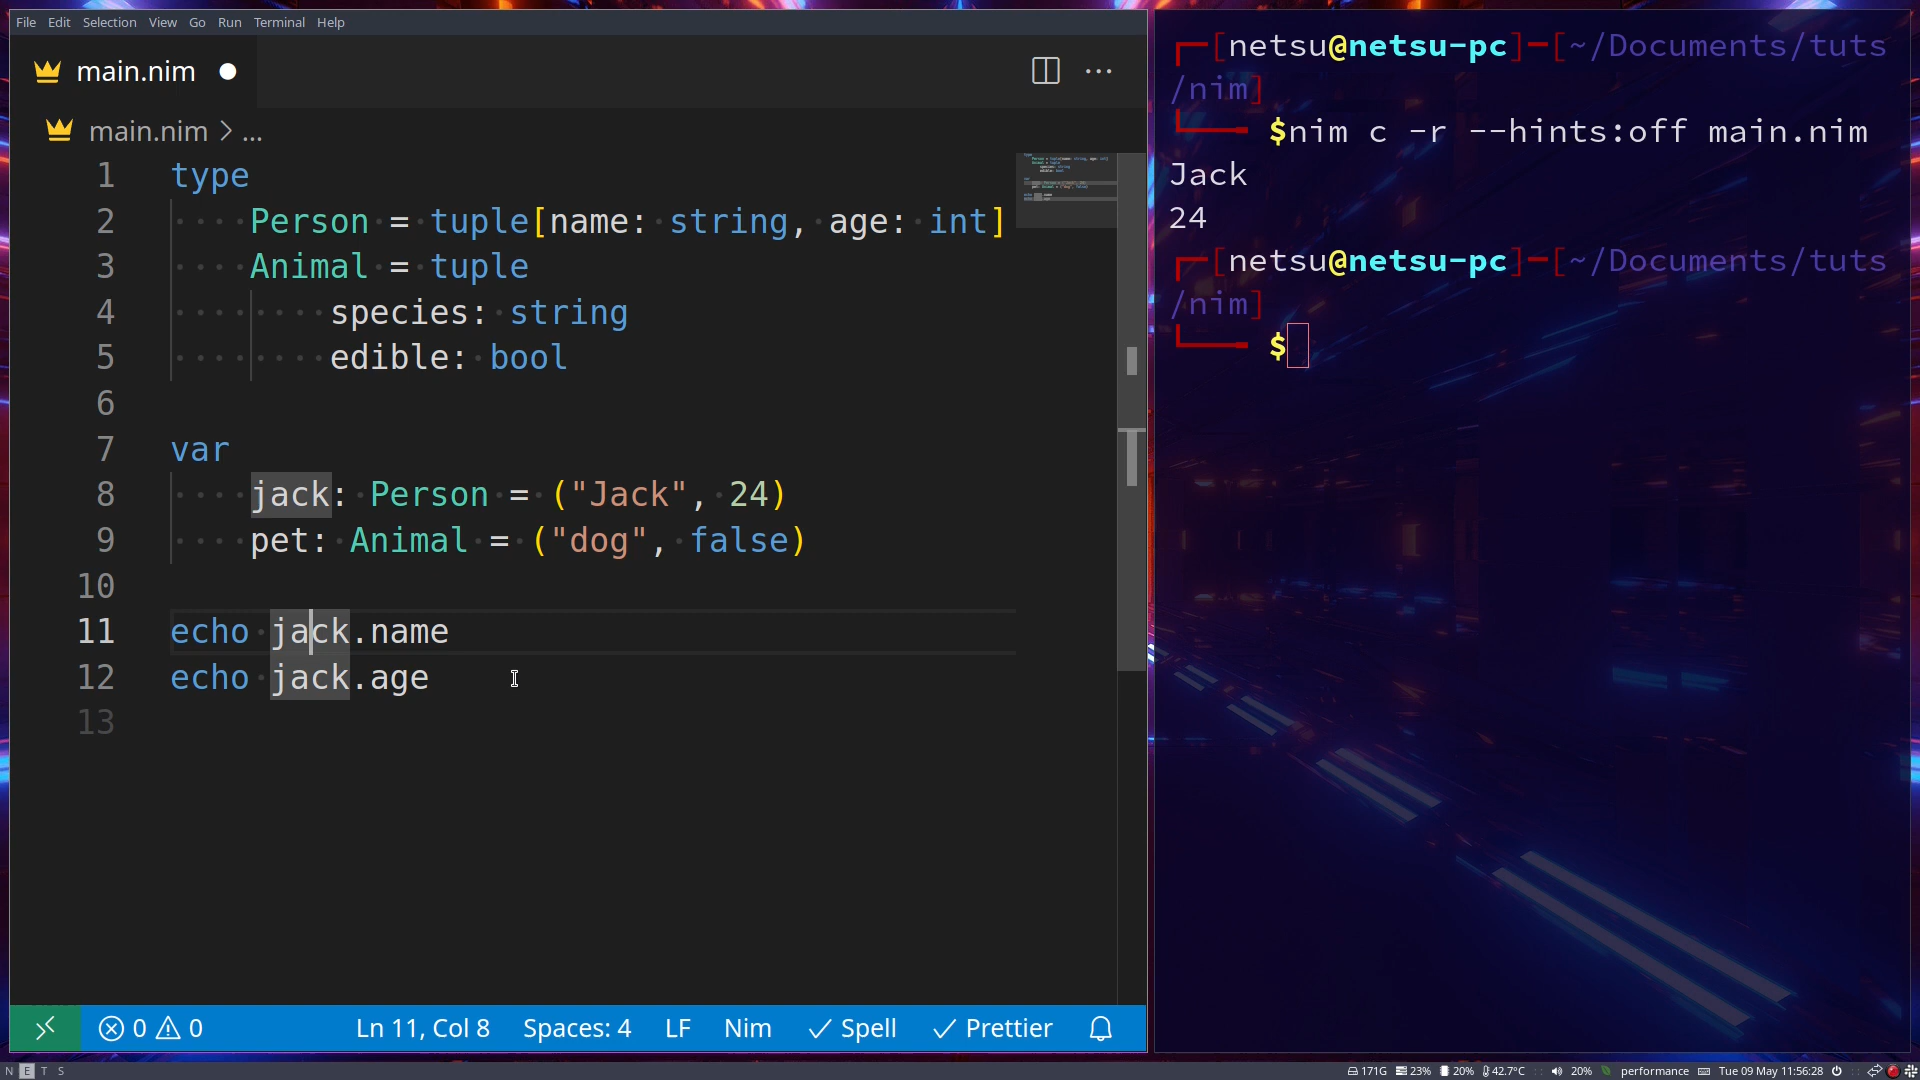 File Edit Selection View Go Run Terminal Help
main.nim
main.nim > ...
1 type
2     Person = tuple[name: string, age: int]
3     Animal = tuple
4         species: string
5         edible: bool
6
7 var
8     jack: Person = ("Jack", 24)
9     pet: Animal = ("dog", false)
10
11 echo jack.name
12 echo jack.age
13
0 0 Ln 11, Col 8 Spaces: 4 LF Nim Spell Prettier
[netsu@netsu-pc]-[~/Documents/tuts
/nim]
$nim c -r --hints:off main.nim
Jack
24
[netsu@netsu-pc]-[~/Documents/tuts
/nim]
$
N E T S 171G 23% 20% 42.7°C 20% performance Tue 09 May 11:56:28